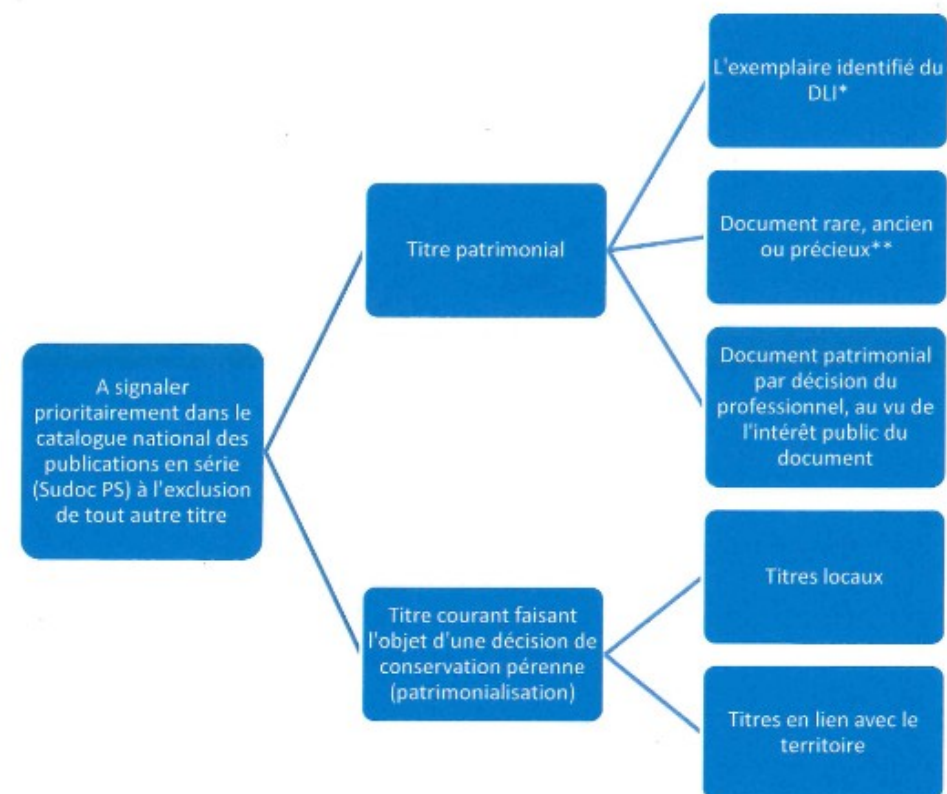 A signaler
prioritairement dans le
catalogue national des
publications en série
(Sudoc PS) à l'exclusion
de tout autre titre
Titre patrimonial
L'exemplaire identifié du
DLI*
Document rare, ancien
ou précieux**
Document patrimonial
par décision du
professionnel, au vu de
l'intérêt public du
document
Titre courant faisant
l'objet d'une décision de
conservation pérenne
(patrimonialisation)
Titres locaux
Titres en lien avec le
territoire